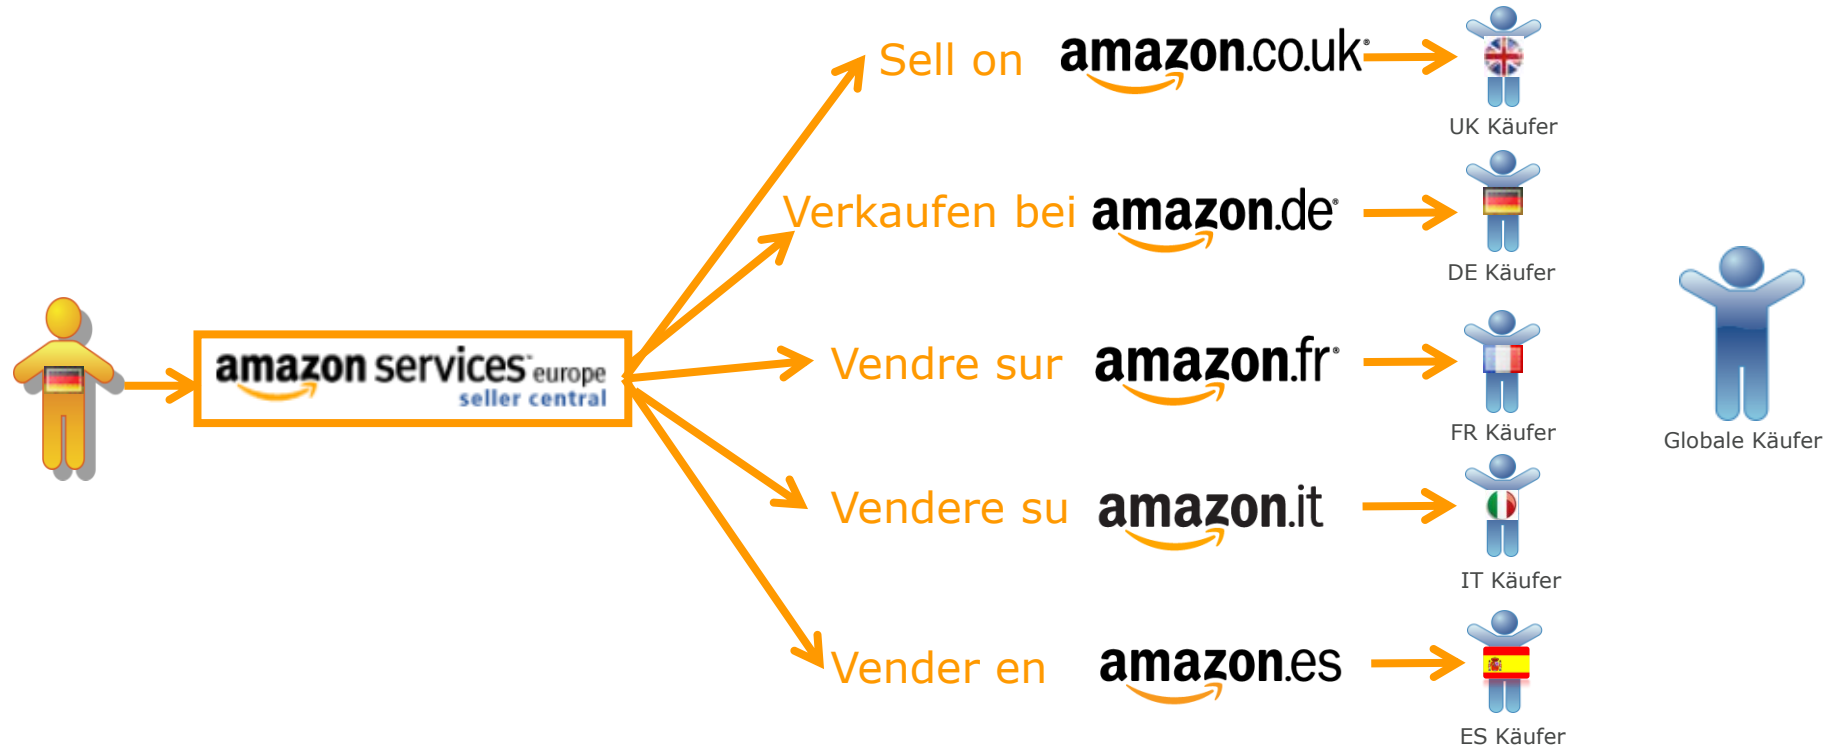 Sell on amazon.co.uk®
UK Käufer
Verkaufen bei amazon.de®
DE Käufer
amazon services™ europe
seller central
Vendre sur amazon.fr®
FR Käufer
Globale Käufer
Vendere su amazon.it
IT Käufer
Vender en amazon.es
ES Käufer